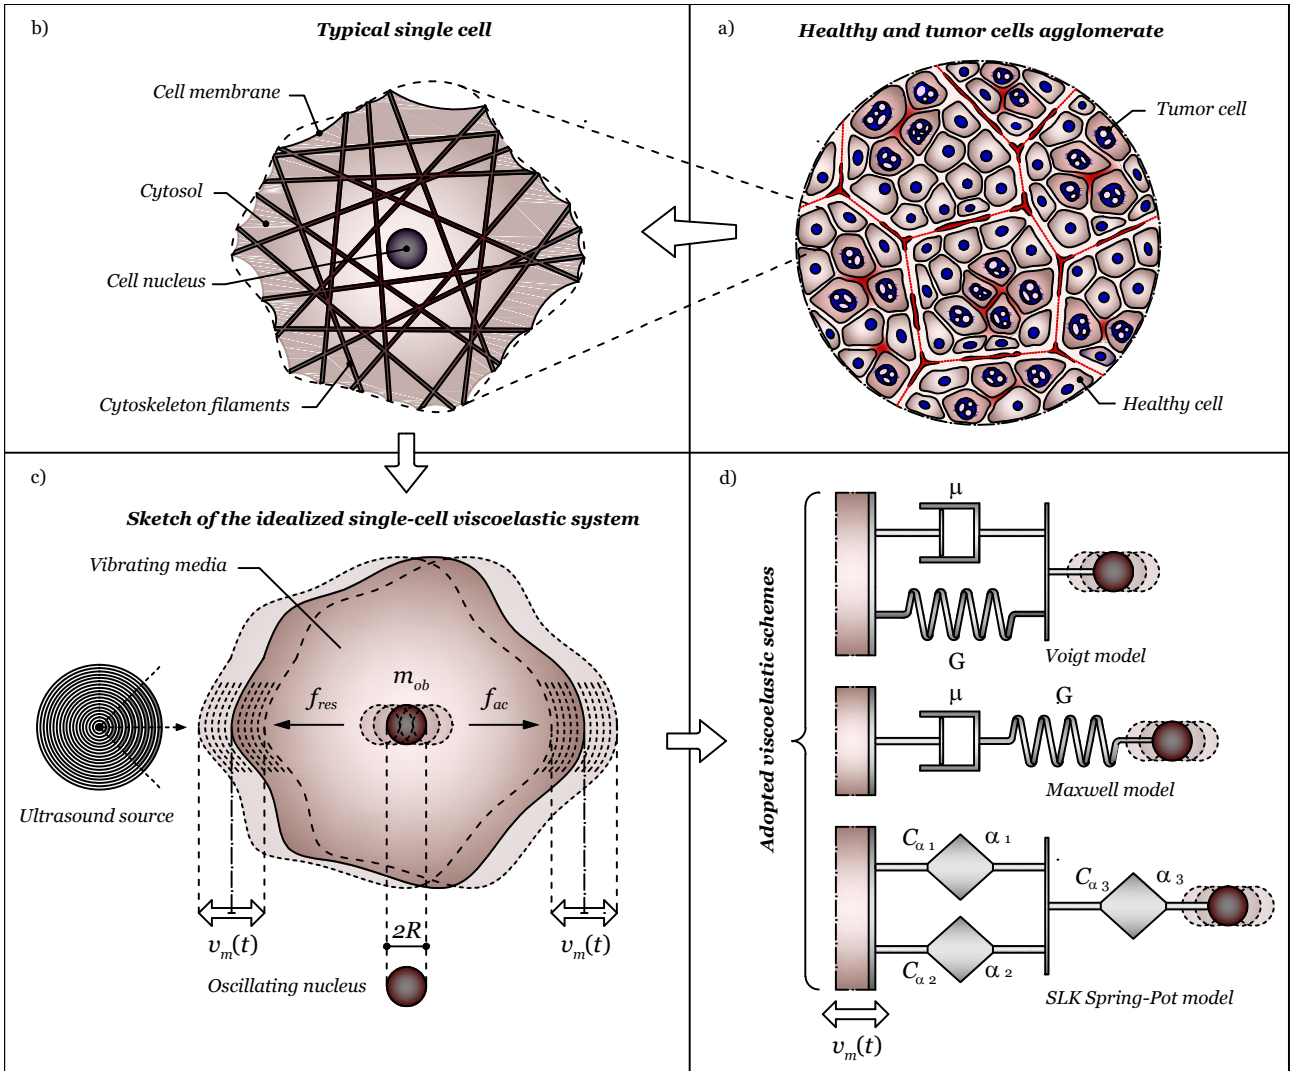 b)
Typical single cell
Cell membrane
Cytosol
Cell nucleus
Cytoskeleton filaments
a)
Healthy and tumor cells agglomerate
Tumor cell
Healthy cell
c)
Sketch of the idealized single-cell viscoelastic system
Vibrating media
f_res
m_ob
f_ac
Ultrasound source
v_m(t)
2R
v_m(t)
Oscillating nucleus
d)
Adopted viscoelastic schemes
μ
G
Voigt model
μ
G
Maxwell model
C_α1
α1
C_α3
α3
C_α2
α2
SLK Spring-Pot model
v_m(t)